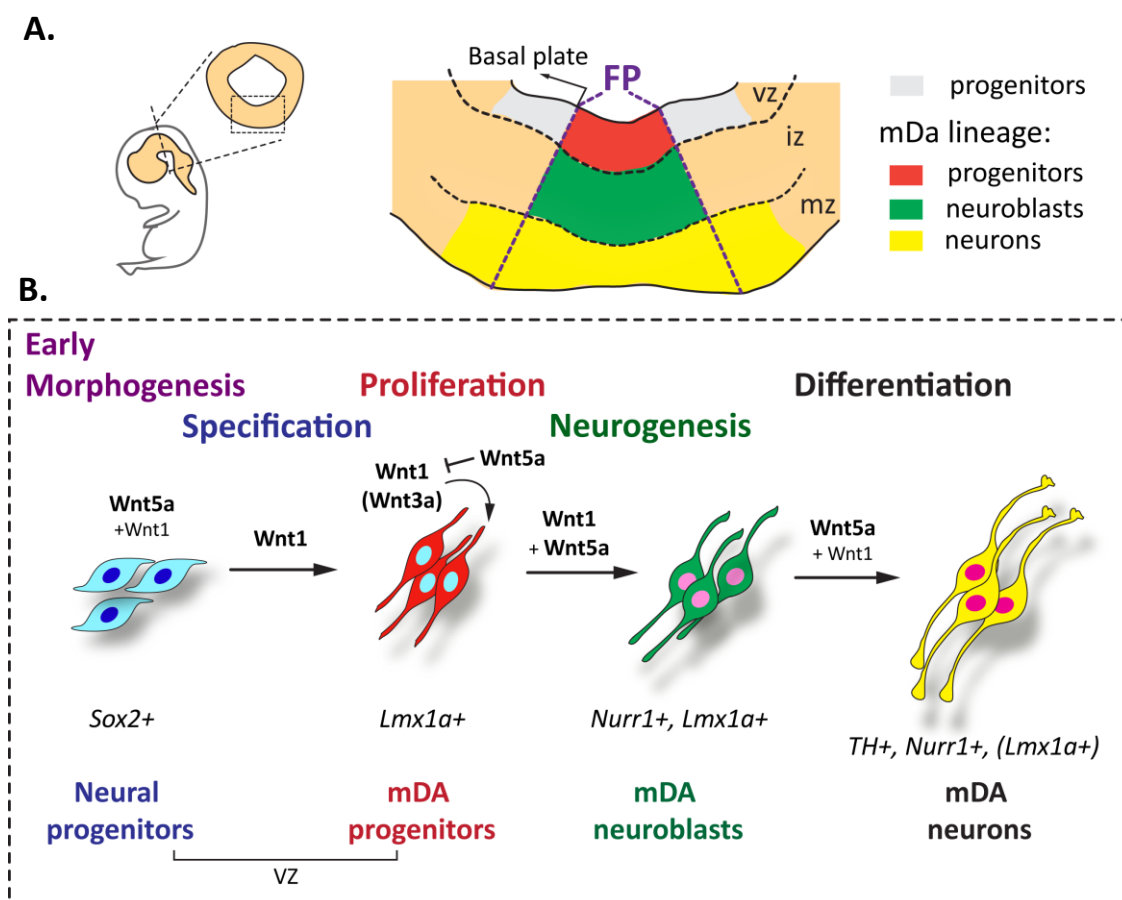 A.
Basal plate
FP
vz
iz
mz
progenitors
mDa lineage:
progenitors
neuroblasts
neurons
B.
Early
Morphogenesis
Proliferation
Differentiation
Specification
Neurogenesis
Wnt5a
+Wnt1
Wnt1
Wnt1
(Wnt3a)
Wnt5a
Wnt1
+ Wnt5a
Wnt5a
+ Wnt1
Sox2+
Lmx1a+
Nurr1+, Lmx1a+
TH+, Nurr1+, (Lmx1a+)
Neural
progenitors
mDA
progenitors
mDA
neuroblasts
mDA
neurons
VZ